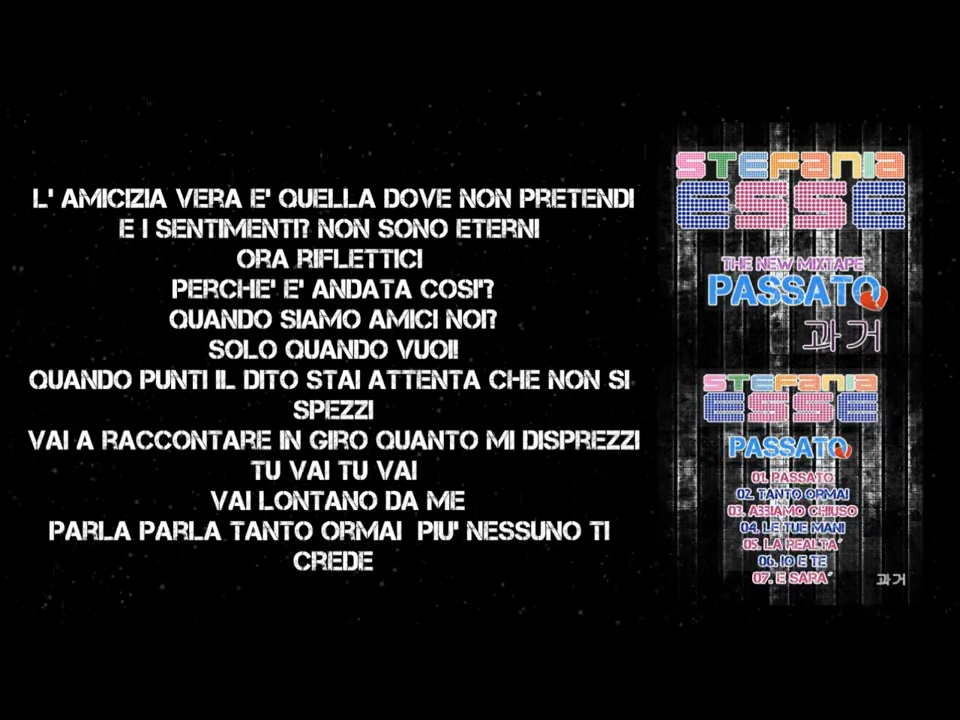 L' AMICIZIA VERA E' QUELLA DOVE NON PRETENDI
E I SENTIMENTI? NON SONO ETERNI
ORA RIFLETTICI
PERCHE' E' ANDATA COSI'?
QUANDO SIAMO AMICI NOI?
SOLO QUANDO VUOI!
QUANDO PUNTI IL DITO STAI ATTENTA CHE NON SI
SPEZZI
VAI A RACCONTARE IN GIRO QUANTO MI DISPREZZI
TU VAI TU VAI
VAI LONTANO DA ME
PARLA PARLA TANTO ORMAI PIU' NESSUNO TI
CREDE
STEFANIA
ESSE
THE NEW MIXTAPE
PASSATO
과거
STEFANIA
ESSE
PASSATO
01. PASSATO
02. TANTO ORMAI
03. ABBIAMO CHIUSO
04. LE TUE MANI
05. LA REALTA'
06. IO E TE
07. E SARA'
과거